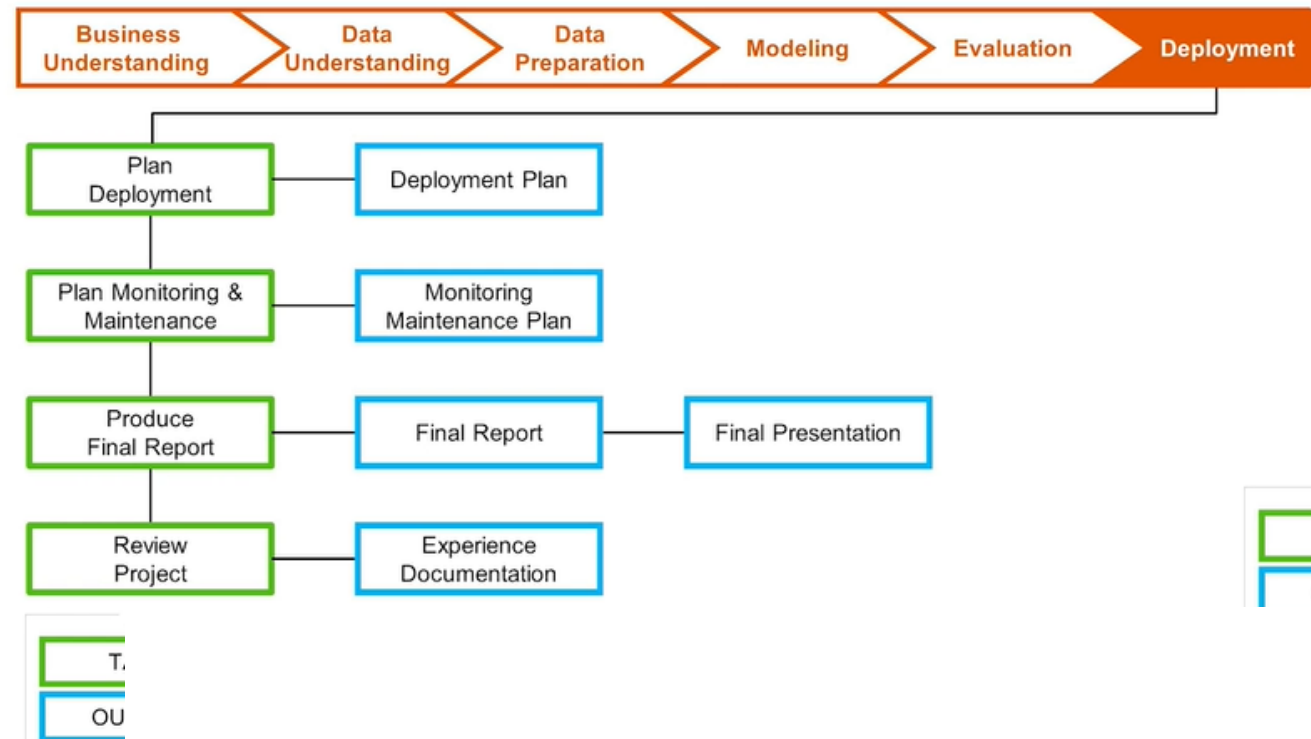 Business
Understanding
Data
Understanding
Data
Preparation
Modeling
Evaluation
Deployment
Plan
Deployment
Deployment Plan
Plan Monitoring &
Maintenance
Monitoring
Maintenance Plan
Produce
Final Report
Final Report
Final Presentation
Review
Project
Experience
Documentation